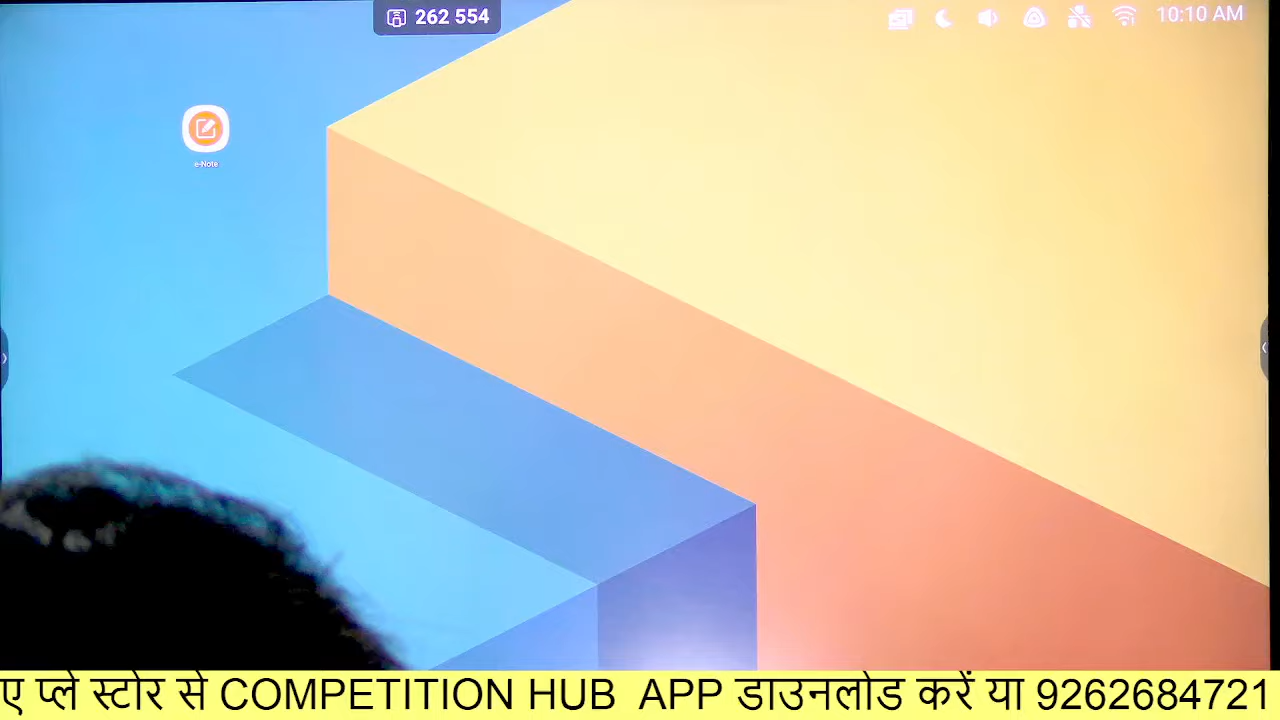 262 554
10:10 AM
e-Note
ए प्ले स्टोर से COMPETITION HUB APP डाउनलोड करें या 9262684721